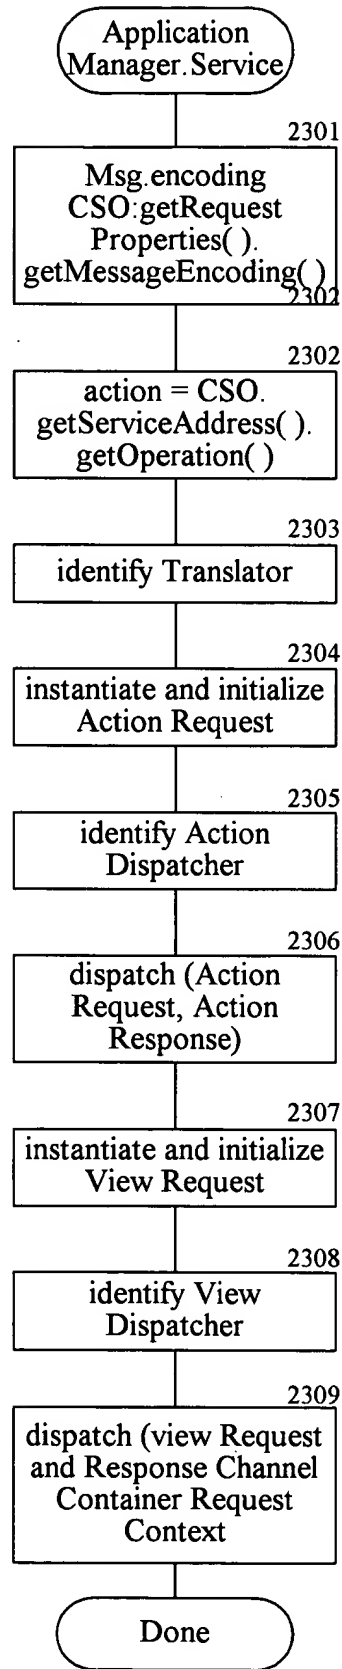 Application
Manager.Service
2301
Msg.encoding
CSO:getRequest
Properties( ).
getMessageEncoding( )
2302
2302
action = CSO.
getServiceAddress( ).
getOperation( )
2303
identify Translator
2304
instantiate and initialize
Action Request
2305
identify Action
Dispatcher
2306
dispatch (Action
Request, Action
Response)
2307
instantiate and initialize
View Request
2308
identify View
Dispatcher
2309
dispatch (view Request
and Response Channel
Container Request
Context
Done